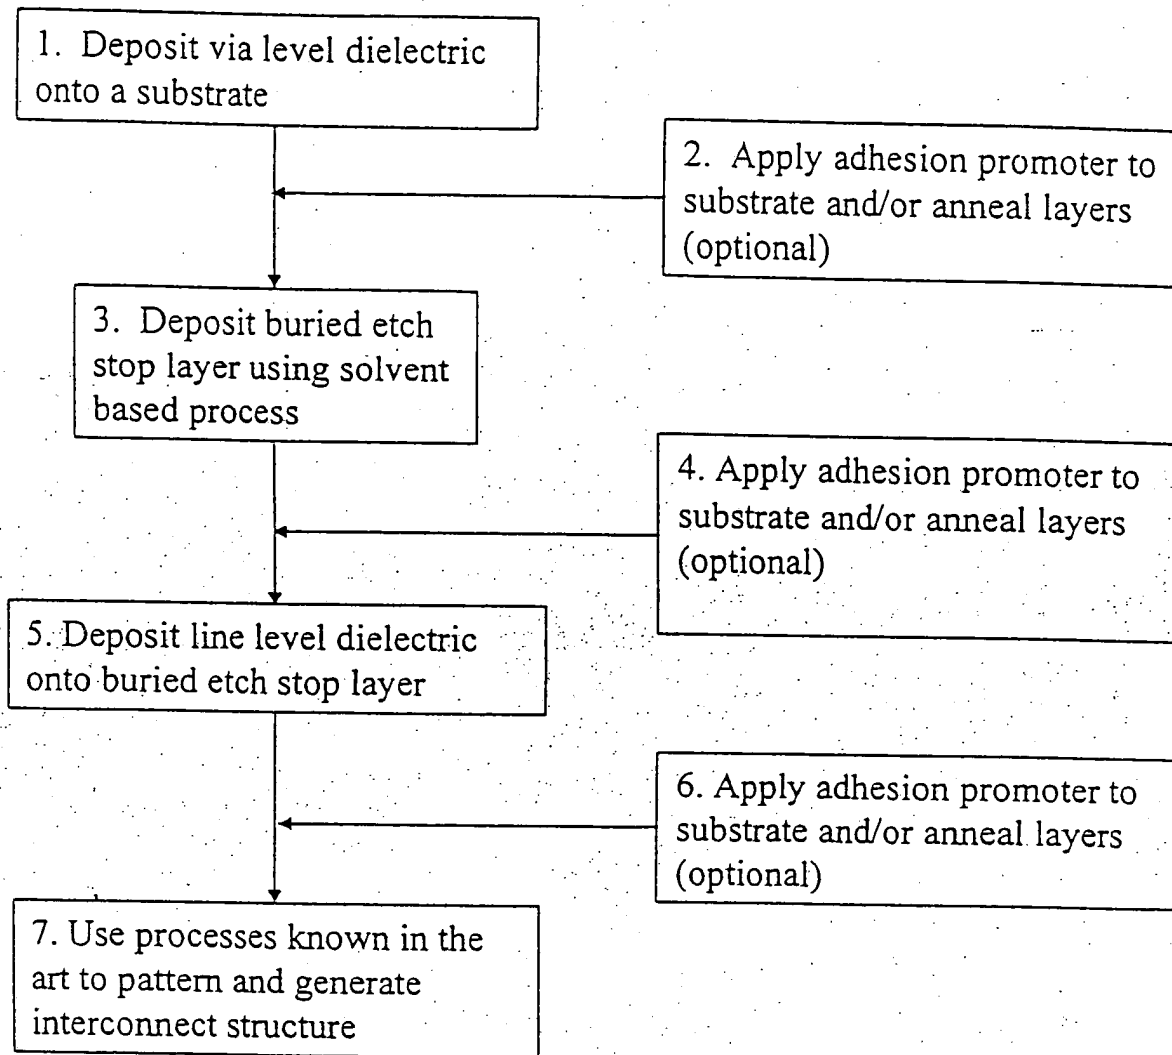 1. Deposit via level dielectric
onto a substrate
2. Apply adhesion promoter to
substrate and/or anneal layers
(optional)
3. Deposit buried etch
stop layer using solvent
based process
4. Apply adhesion promoter to
substrate and/or anneal layers
(optional)
5. Deposit line level dielectric
onto buried etch stop layer
6. Apply adhesion promoter to
substrate and/or anneal layers
(optional)
7. Use processes known in the
art to pattern and generate
interconnect structure